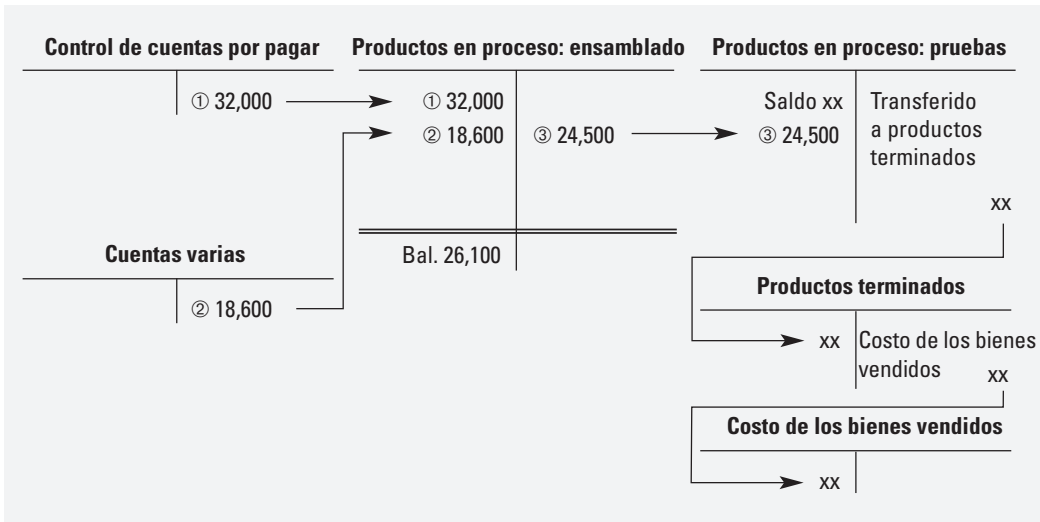 Control de cuentas por pagar
① 32,000
Cuentas varias
② 18,600
Productos en proceso: ensamblado
① 32,000
② 18,600
③ 24,500
Bal. 26,100
Productos en proceso: pruebas
Saldo xx
③ 24,500
Transferido
a productos
terminados
xx
Productos terminados
xx
Costo de los bienes
vendidos
xx
Costo de los bienes vendidos
xx